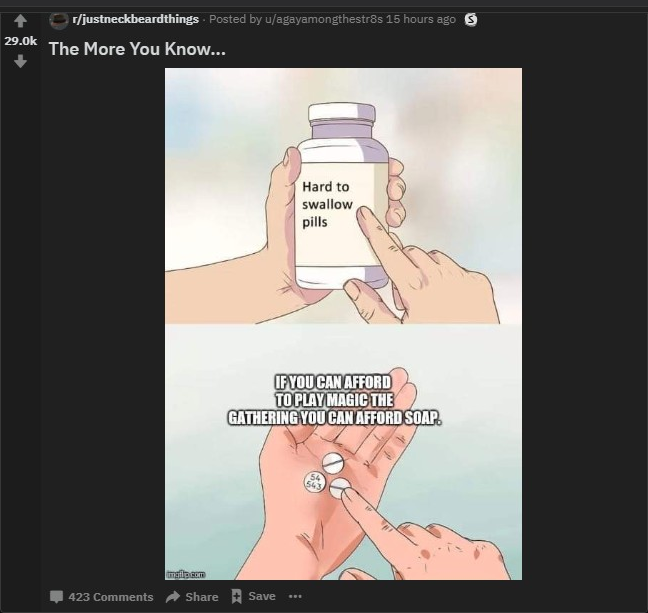 r/justneckbeardthings · Posted by u/agayamongthestr8s 15 hours ago
29.0k
The More You Know...
Hard to
swallow
pills
IF YOU CAN AFFORD
TO PLAY MAGIC THE
GATHERING YOU CAN AFFORD SOAP.
54
543
imgflip.com
423 Comments Share Save ...